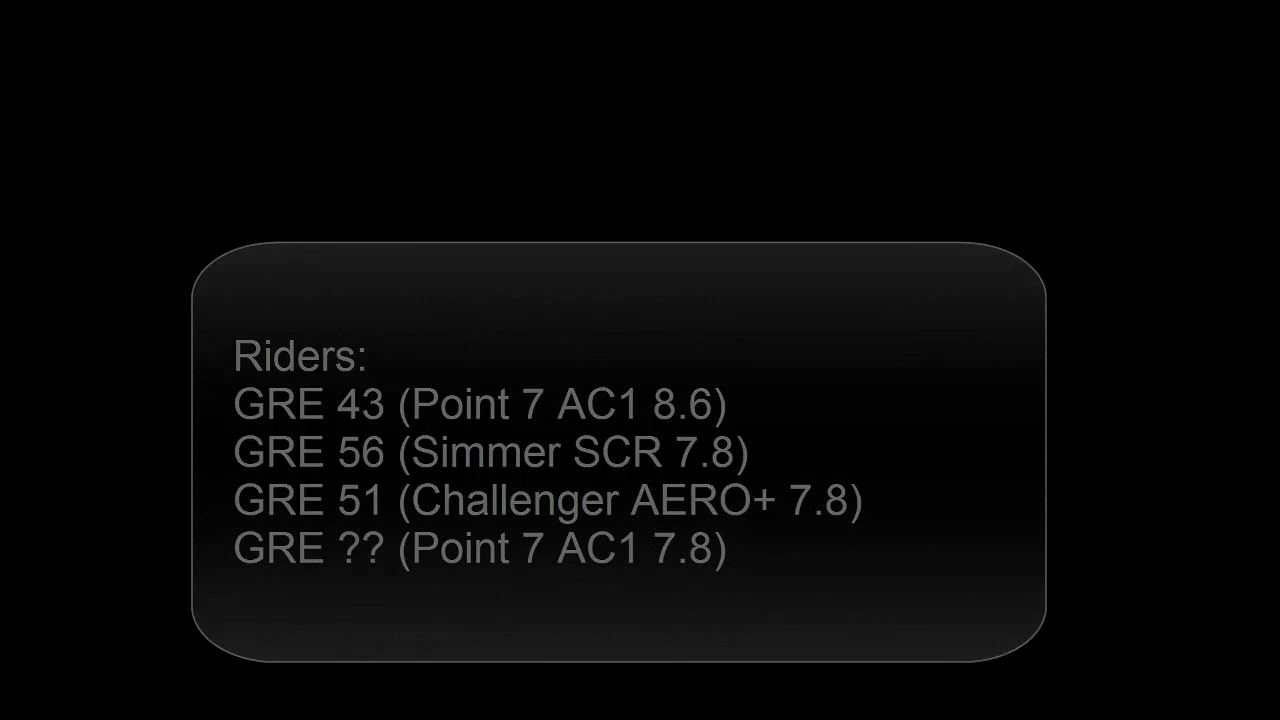 Riders:
GRE 43 (Point 7 AC1 8.6)
GRE 56 (Simmer SCR 7.8)
GRE 51 (Challenger AERO+ 7.8)
GRE ?? (Point 7 AC1 7.8)